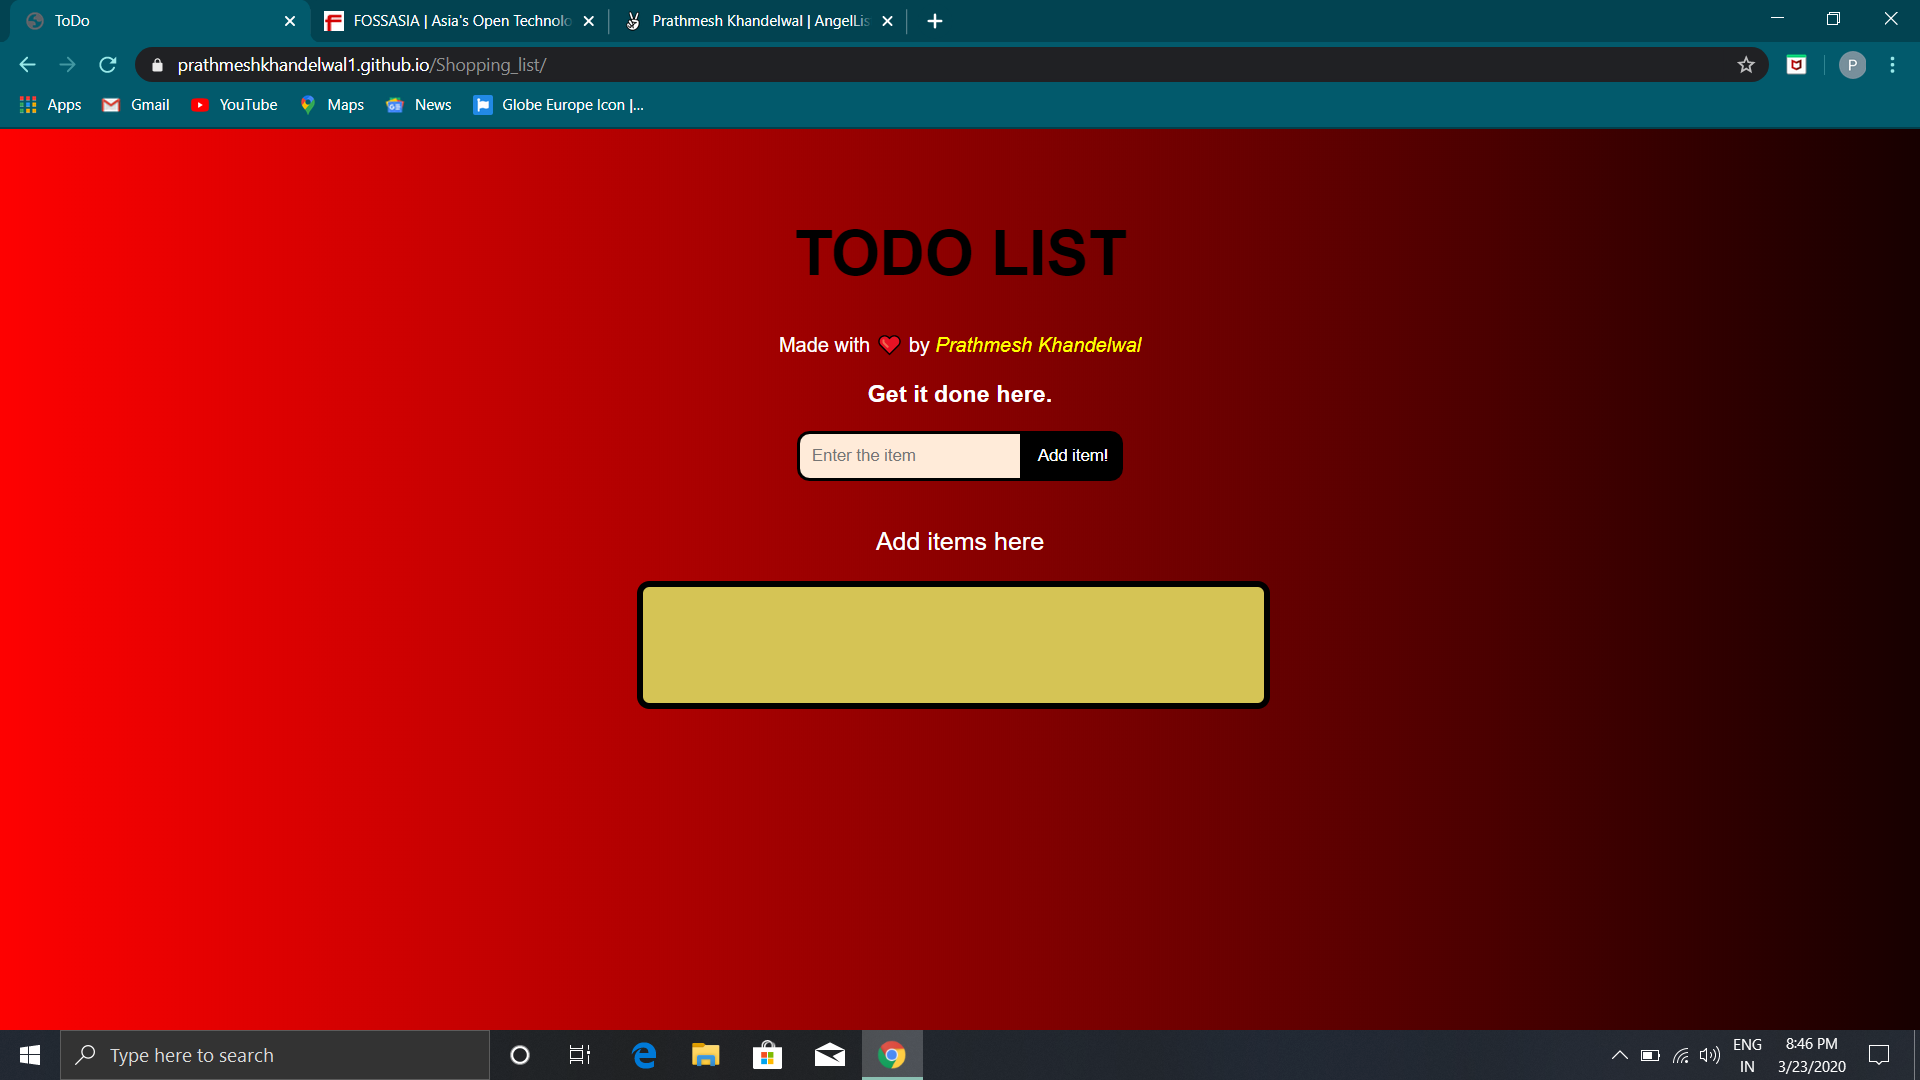 ToDo
FOSSASIA | Asia's Open Technolo
Prathmesh Khandelwal | AngelLis
prathmeshkhandelwal1.github.io/Shopping_list/
P
Apps
Gmail
YouTube
Maps
News
Globe Europe Icon |...
TODO LIST
Made with ❤ by Prathmesh Khandelwal
Get it done here.
Enter the item
Add item!
Add items here
Type here to search
ENG
IN
8:46 PM
3/23/2020